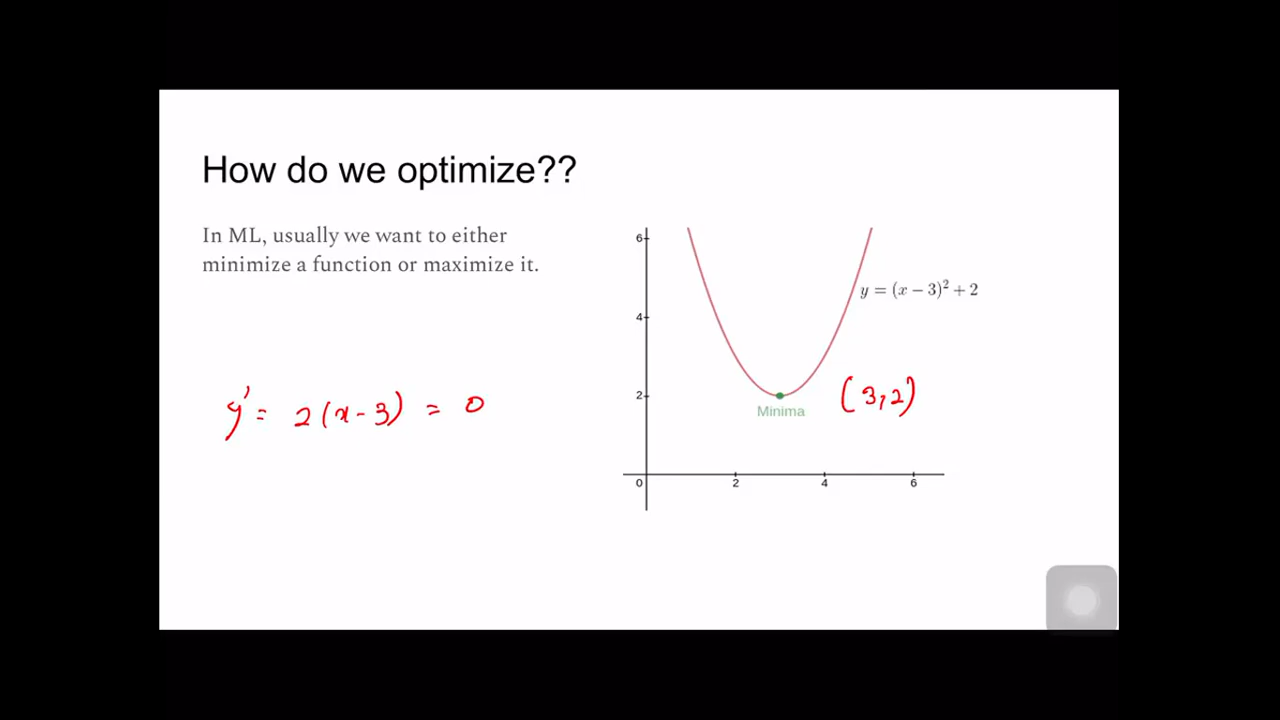 How do we optimize??
In ML, usually we want to either
minimize a function or maximize it.
y' = 2(x-3) = 0
6
4
2
0
2
4
6
y = (x − 3)² + 2
Minima
(3,2)